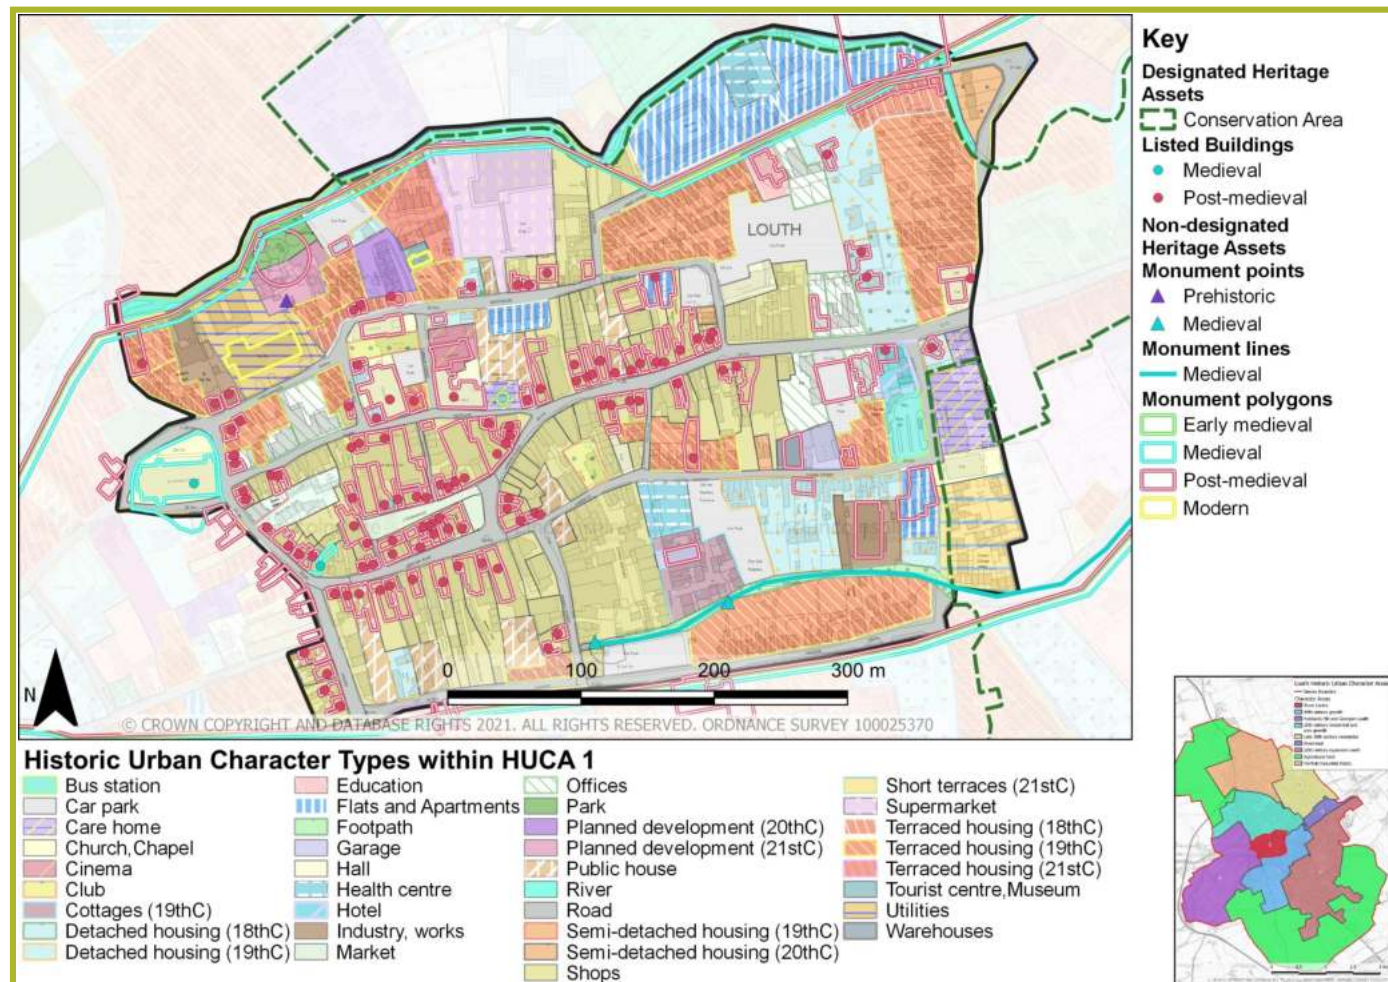 LOUTH
N
0 100 200 300 m
© CROWN COPYRIGHT AND DATABASE RIGHTS 2021. ALL RIGHTS RESERVED. ORDNANCE SURVEY 100025370
Key
Designated Heritage
Assets
Conservation Area
Listed Buildings
Medieval
Post-medieval
Non-designated
Heritage Assets
Monument points
Prehistoric
Medieval
Monument lines
Medieval
Monument polygons
Early medieval
Medieval
Post-medieval
Modern
Historic Urban Character Types within HUCA 1
Bus station
Car park
Care home
Church,Chapel
Cinema
Club
Cottages (19thC)
Detached housing (18thC)
Detached housing (19thC)
Education
Flats and Apartments
Footpath
Garage
Hall
Health centre
Hotel
Industry, works
Market
Offices
Park
Planned development (20thC)
Planned development (21stC)
Public house
River
Road
Semi-detached housing (19thC)
Semi-detached housing (20thC)
Shops
Short terraces (21stC)
Supermarket
Terraced housing (18thC)
Terraced housing (19thC)
Terraced housing (21stC)
Tourist centre,Museum
Utilities
Warehouses